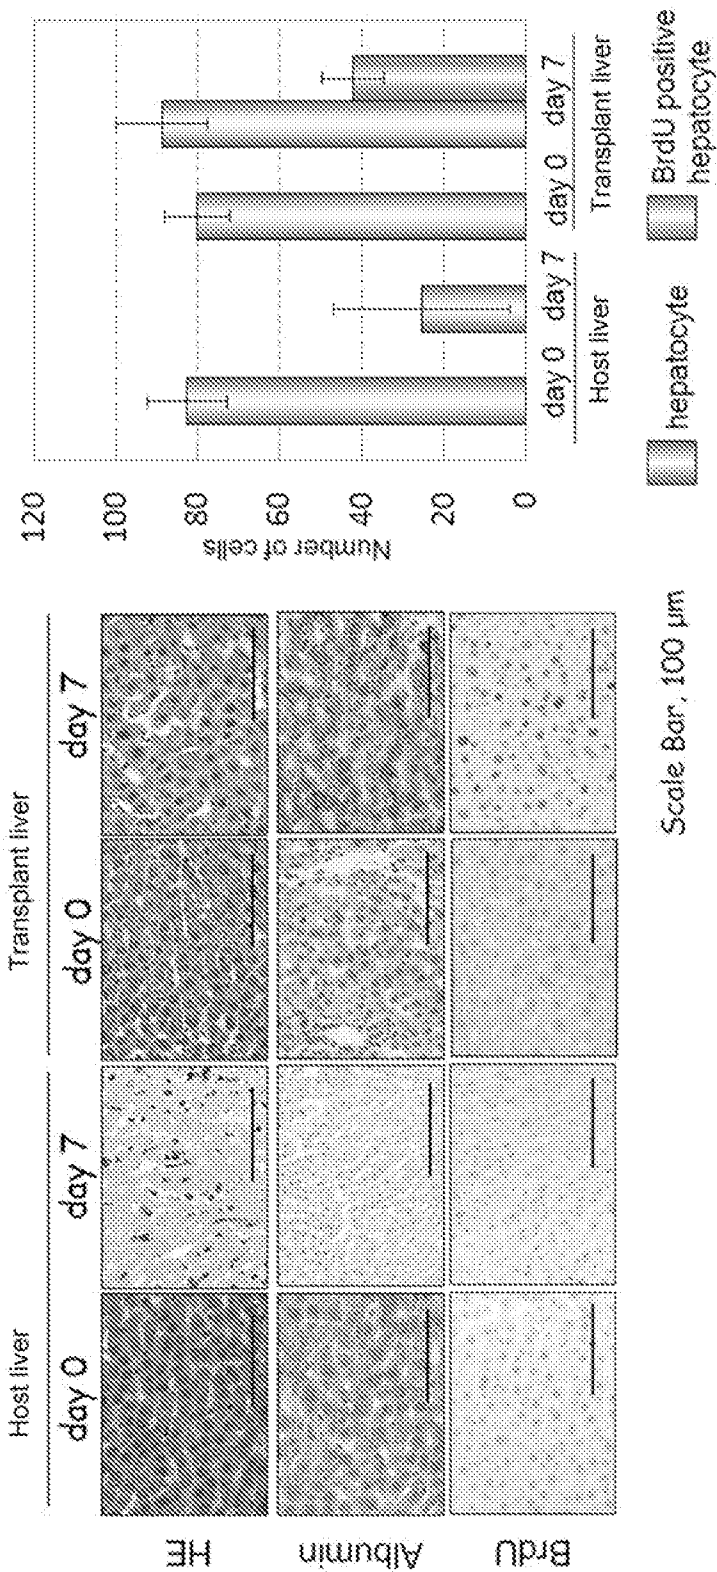 Host liver
Transplant liver
day 0
day 7
day 0
day 7
HE
Albumin
BrdU
Scale Bar, 100 µm
120
100
80
60
40
20
0
Number of cells
day 0
day 7
day 0
day 7
Host liver
Transplant liver
hepatocyte
BrdU positive
hepatocyte